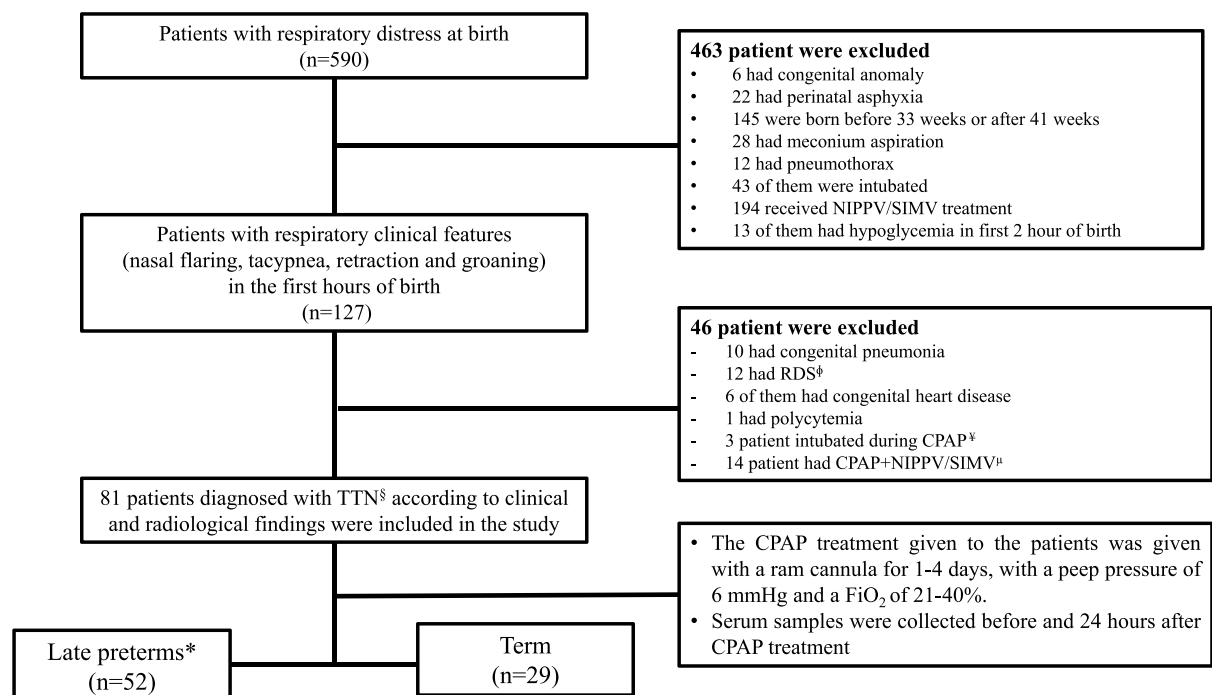 Patients with respiratory distress at birth
(n=590)
463 patient were excluded
• 6 had congenital anomaly
• 22 had perinatal asphyxia
• 145 were born before 33 weeks or after 41 weeks
• 28 had meconium aspiration
• 12 had pneumothorax
• 43 of them were intubated
• 194 received NIPPV/SIMV treatment
• 13 of them had hypoglycemia in first 2 hour of birth
Patients with respiratory clinical features
(nasal flaring, tacypnea, retraction and groaning)
in the first hours of birth
(n=127)
46 patient were excluded
- 10 had congenital pneumonia
- 12 had RDSᶲ
- 6 of them had congenital heart disease
- 1 had polycytemia
- 3 patient intubated during CPAP¥
- 14 patient had CPAP+NIPPV/SIMVµ
81 patients diagnosed with TTN§ according to clinical
and radiological findings were included in the study
• The CPAP treatment given to the patients was given
with a ram cannula for 1-4 days, with a peep pressure of
6 mmHg and a FiO₂ of 21-40%.
• Serum samples were collected before and 24 hours after
CPAP treatment
Late preterms*
(n=52)
Term
(n=29)